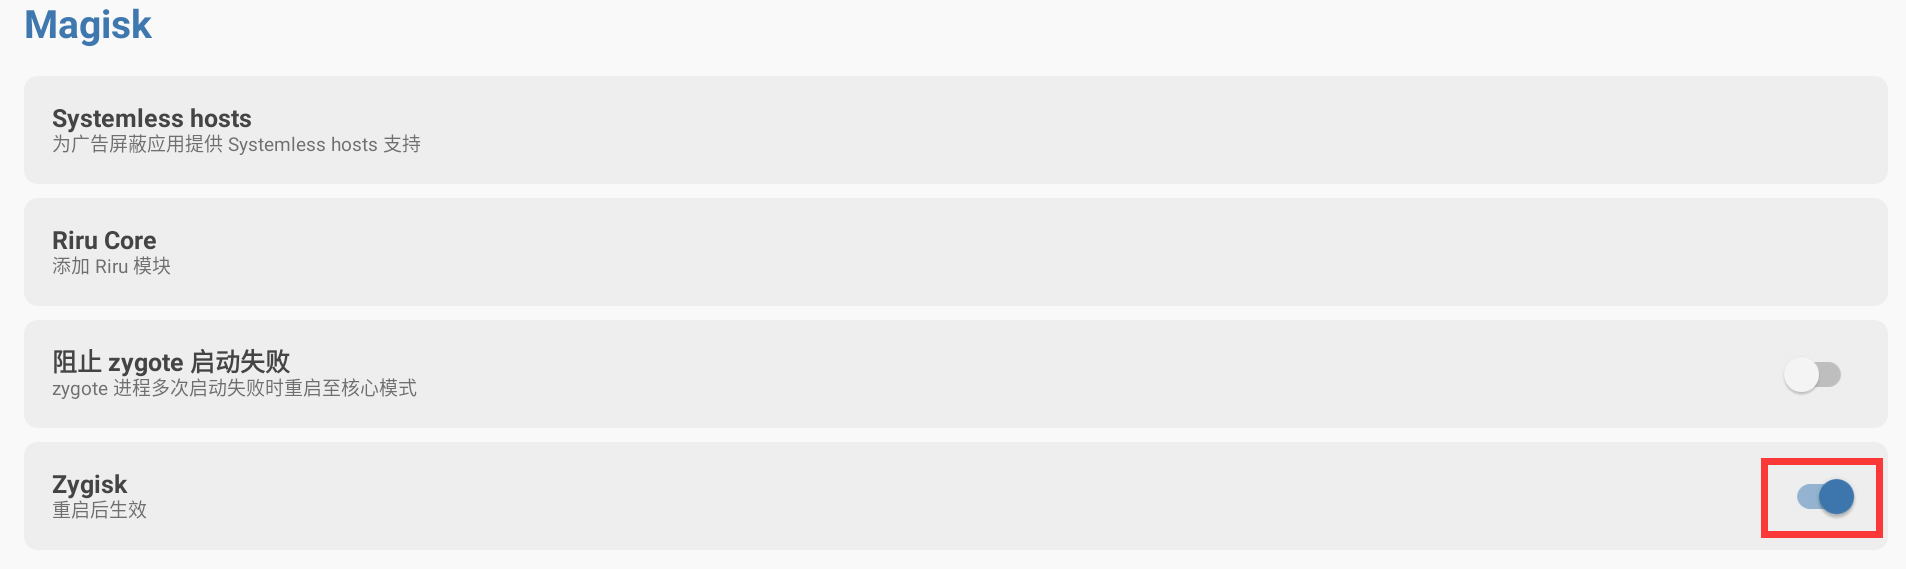 Magisk
Systemless hosts
为广告屏蔽应用提供 Systemless hosts 支持
Riru Core
添加 Riru 模块
阻止 zygote 启动失败
zygote 进程多次启动失败时重启至核心模式
Zygisk
重启后生效